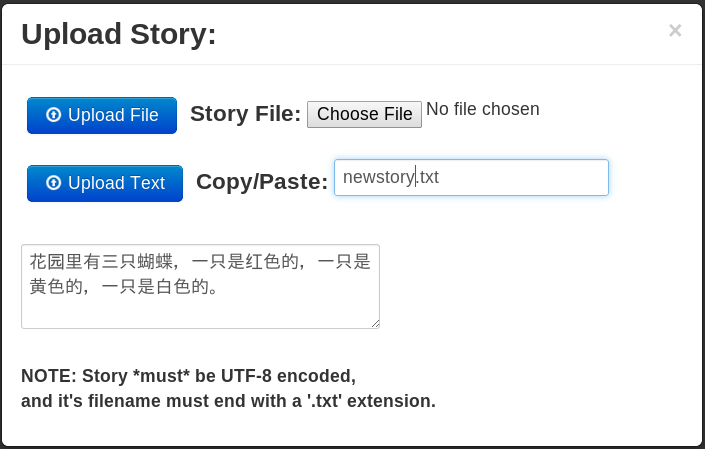 Upload Story:
×
Upload File Story File: Choose File No file chosen
Upload Text Copy/Paste: newstory.txt
花园里有三只蝴蝶，一只是红色的，一只是
黄色的，一只是白色的。
NOTE: Story *must* be UTF-8 encoded,
and it's filename must end with a '.txt' extension.